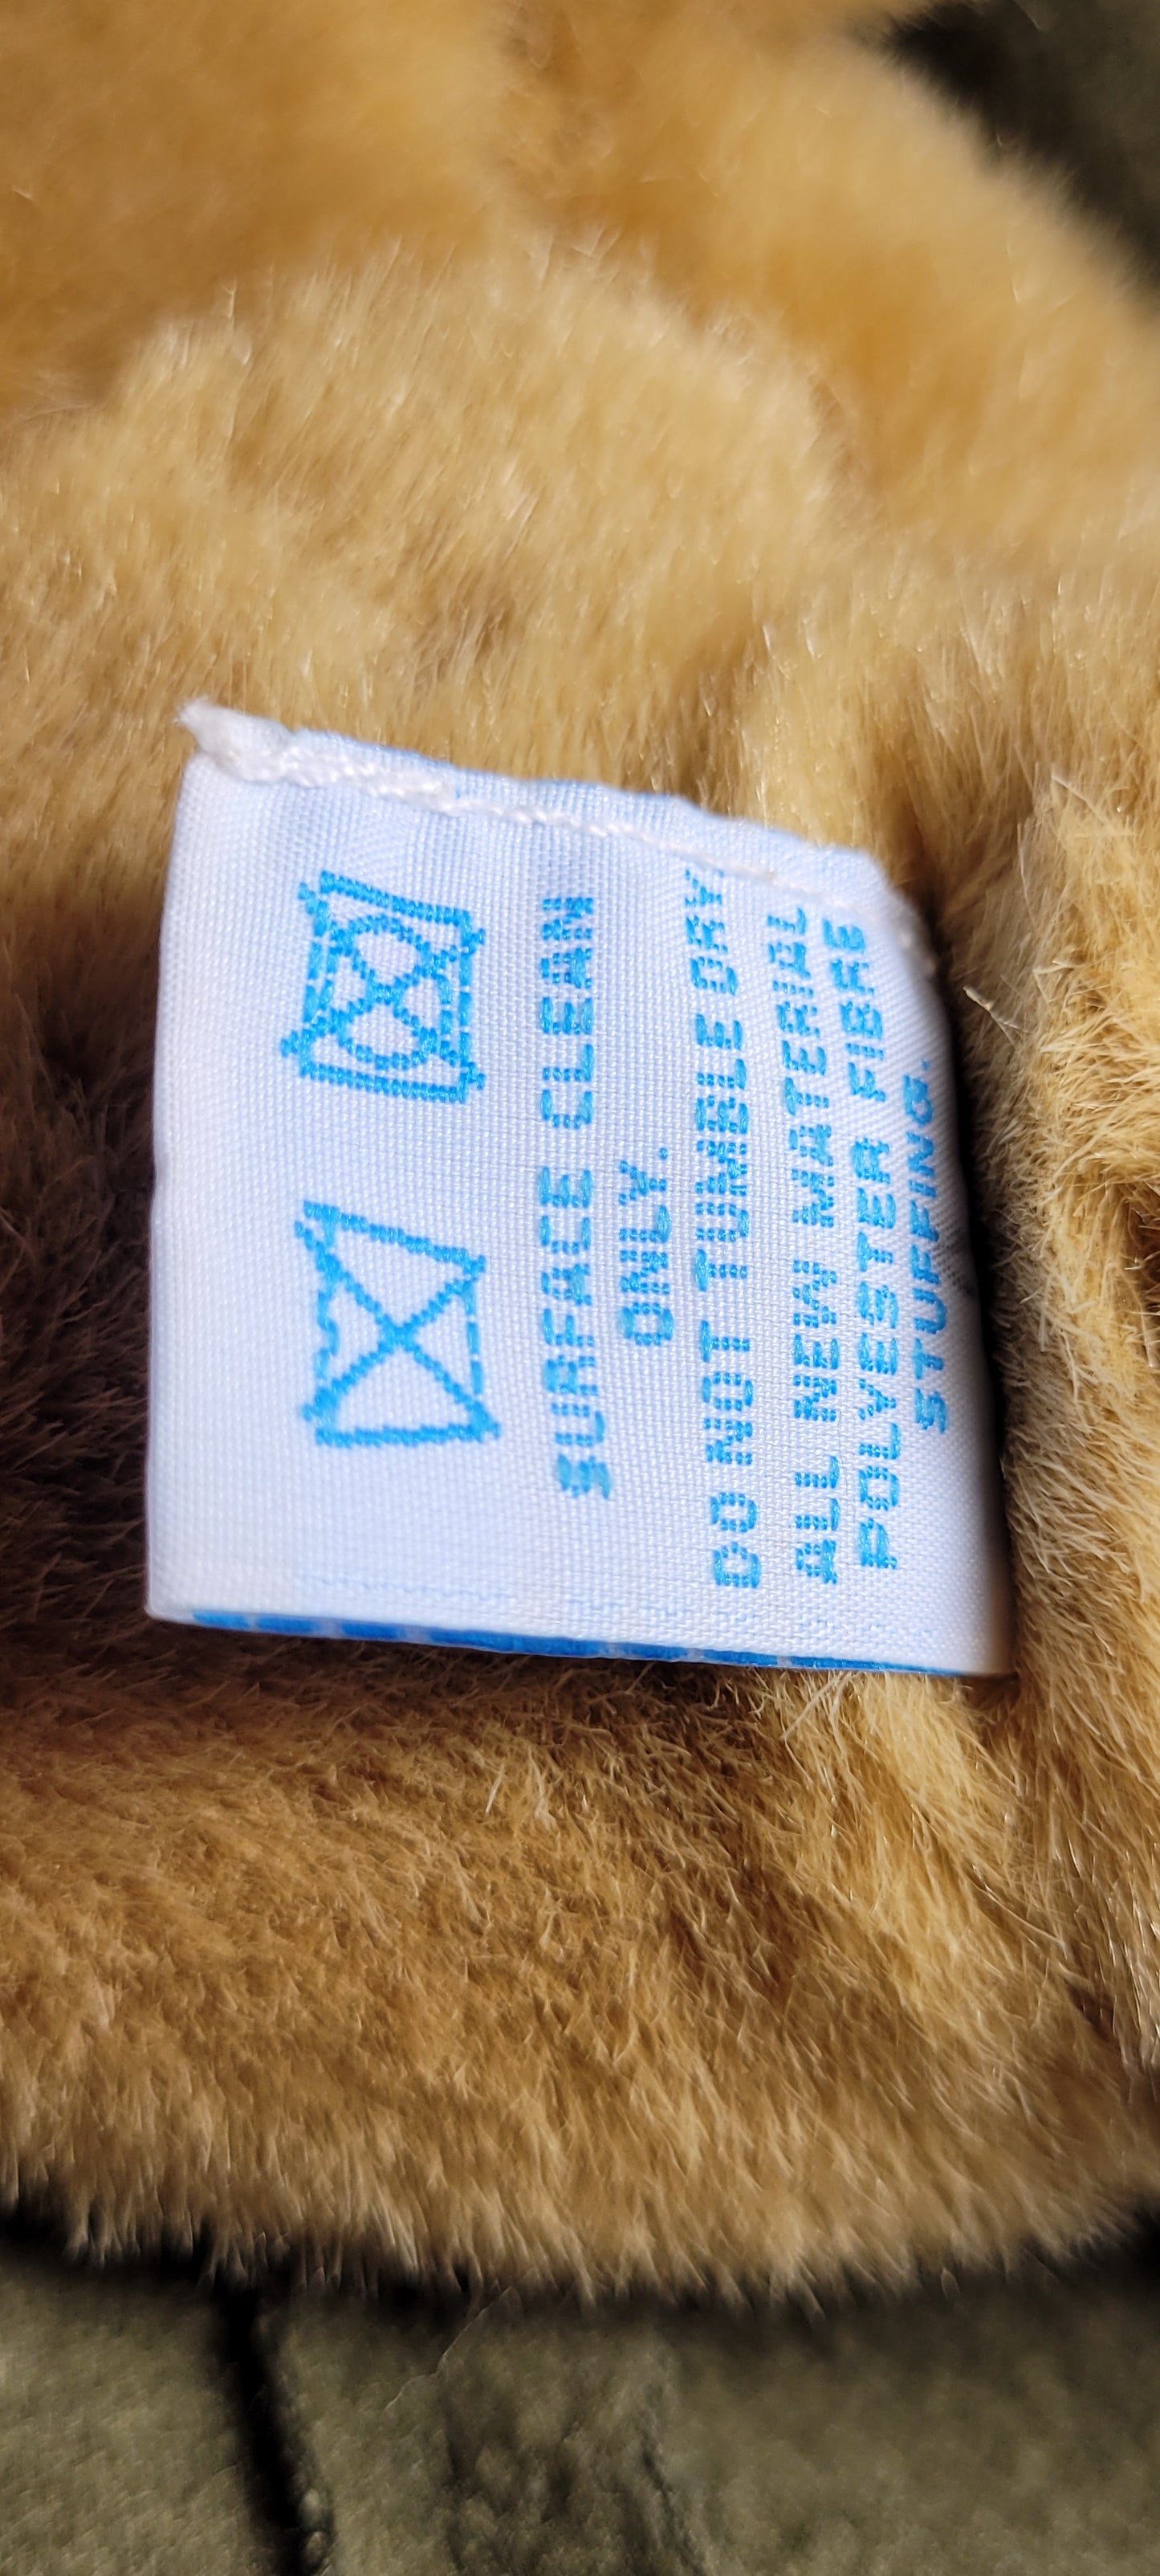 SURFACE CLEAN
ONLY.
DO NOT TUMBLE DRY
ALL NEW MATERIAL
POLYESTER FIBRE
STUFFING.